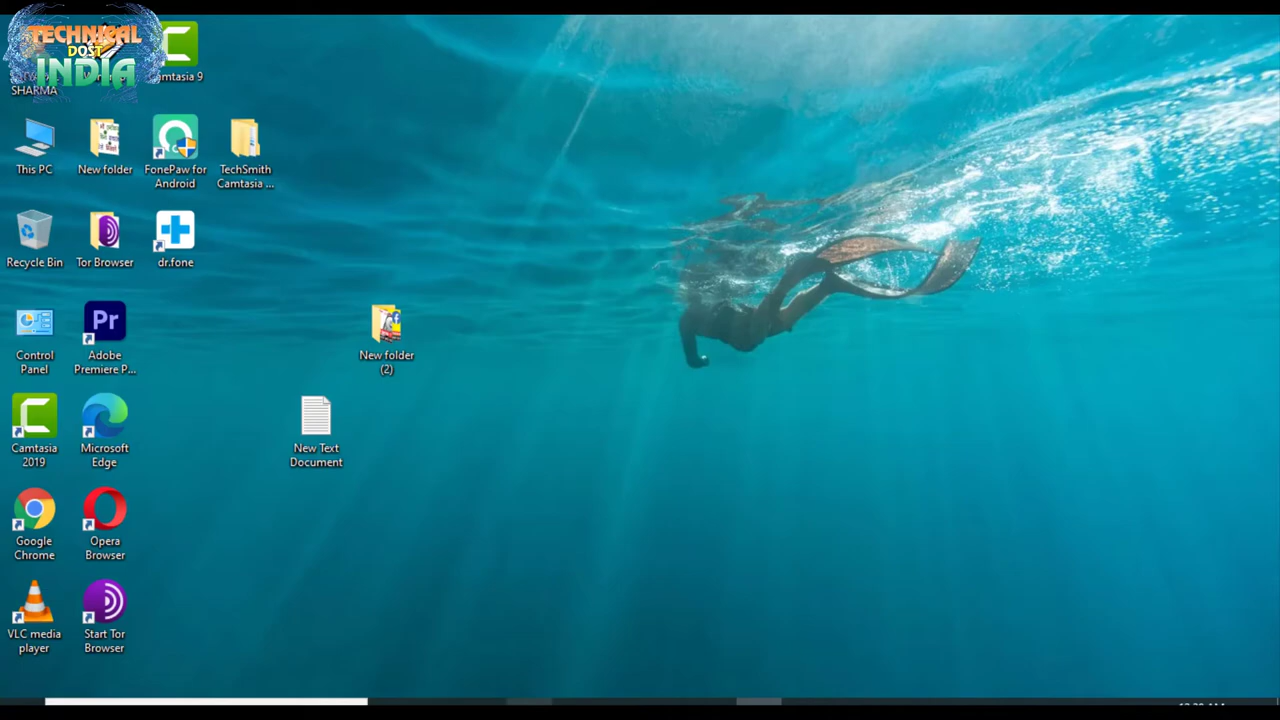 TECHNICAL
DOST
INDIA
SHARMA
Camtasia 9
This PC
New folder
FonePaw for
Android
TechSmith
Camtasia ...
Recycle Bin
Tor Browser
dr.fone
Control
Panel
Pr
Adobe
Premiere P...
New folder
(2)
Camtasia
2019
Microsoft
Edge
New Text
Document
Google
Chrome
Opera
Browser
VLC media
player
Start Tor
Browser